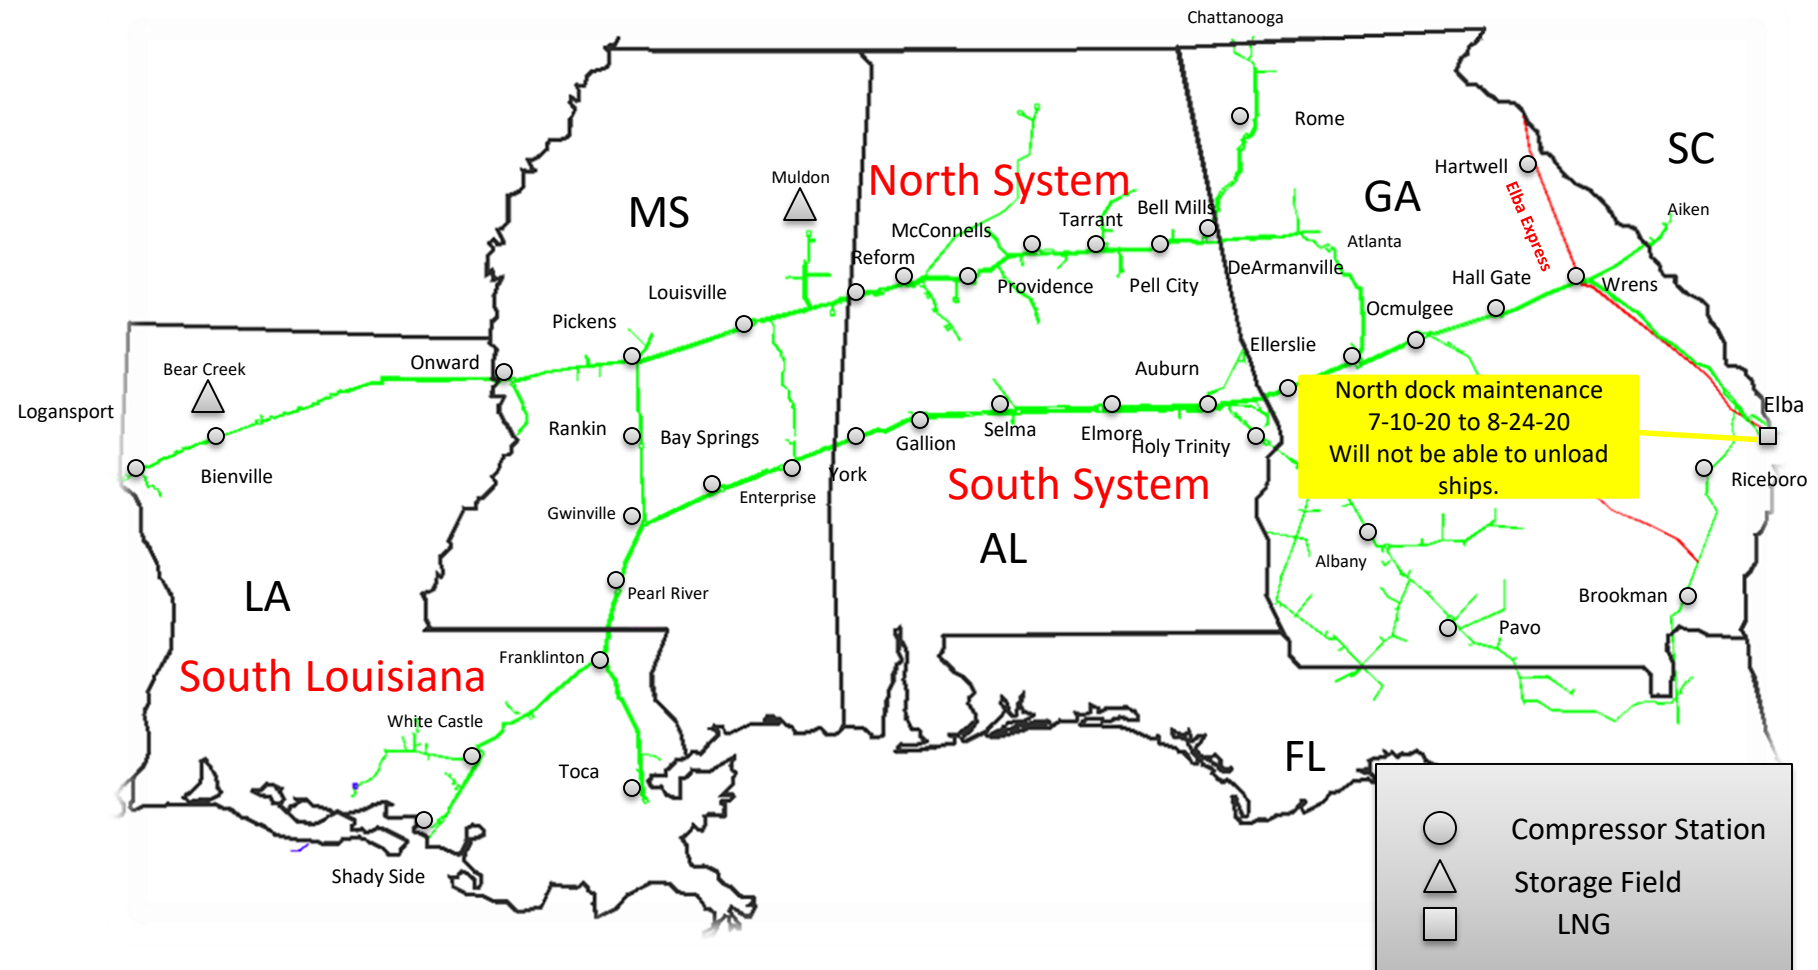 Chattanooga
Rome
SC
Hartwell
Muldon
North System
GA
MS
Elba Express
Aiken
Bell Mills
Tarrant
McConnells
Atlanta
Reform
DeArmanville
Hall Gate
Louisville
Providence
Pell City
Wrens
Ocmulgee
Pickens
Ellerslie
Onward
Auburn
Bear Creek
North dock maintenance
7-10-20 to 8-24-20
Will not be able to unload
ships.
Logansport
Elba
Rankin
Bay Springs
Gallion
Selma
Elmore
Holy Trinity
Bienville
York
South System
Riceboro
Enterprise
Gwinville
AL
Albany
LA
Pearl River
Brookman
Pavo
Franklinton
South Louisiana
White Castle
FL
Toca
Shady Side
Compressor Station
Storage Field
LNG